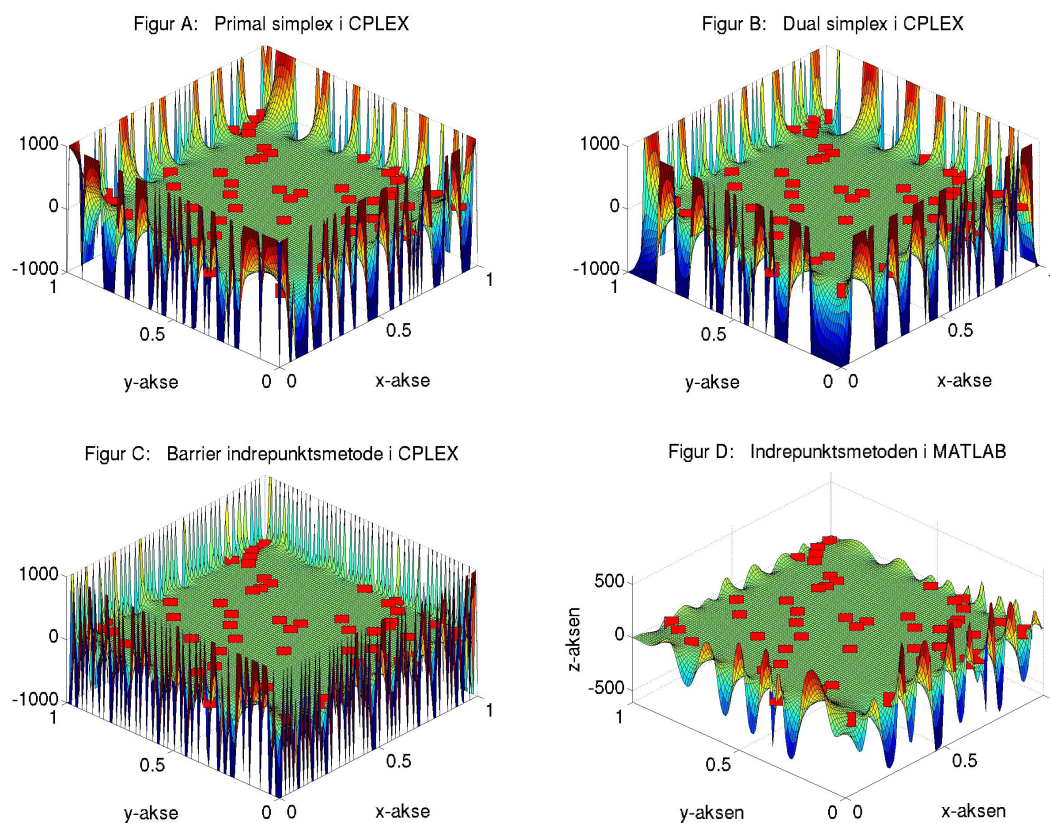 Figur A: Primal simplex i CPLEX
1000
0
-1000
1
0.5
0
0
0.5
1
y-akse
x-akse
Figur B: Dual simplex i CPLEX
1000
0
-1000
1
0.5
0
0
0.5
y-akse
x-akse
Figur C: Barrier indrepunktsmetode i CPLEX
1000
0
-1000
1
0.5
0
0
0.5
1
y-akse
x-akse
Figur D: Indrepunktsmetoden i MATLAB
z-aksen
500
0
-500
1
0.5
0
0
0.5
1
y-aksen
x-aksen